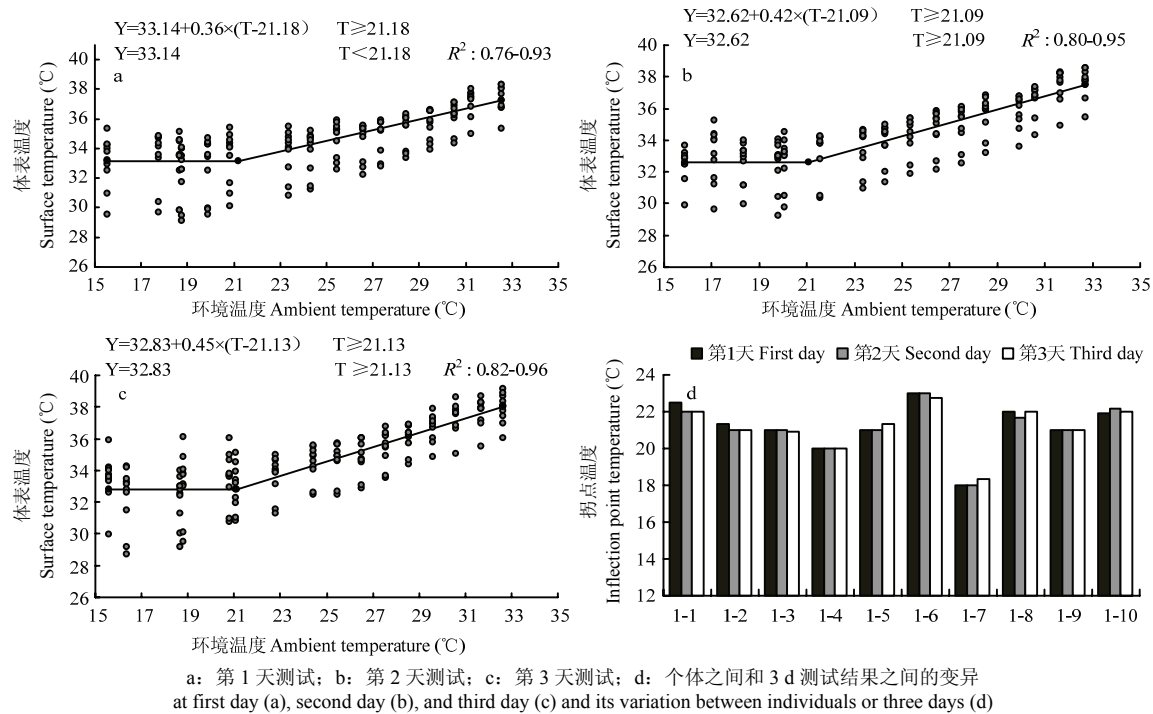 Y=33.14+0.36×(T-21.18) T≥21.18
Y=33.14 T<21.18 R²: 0.76-0.93
a
体表温度
Surface temperature (℃)
40
38
36
34
32
30
28
26
15 17 19 21 23 25 27 29 31 33 35
环境温度 Ambient temperature (℃)
Y=32.62+0.42×(T-21.09) T≥21.09
Y=32.62 T≥21.09 R²: 0.80-0.95
b
体表温度
Surface temperature (℃)
40
38
36
34
32
30
28
26
15 17 19 21 23 25 27 29 31 33 35
环境温度 Ambient temperature (℃)
Y=32.83+0.45×(T-21.13) T≥21.13
Y=32.83 T ≥21.13 R²: 0.82-0.96
c
体表温度
Surface temperature (℃)
40
38
36
34
32
30
28
26
15 17 19 21 23 25 27 29 31 33 35
环境温度 Ambient temperature (℃)
第1天 First day 第2天 Second day 第3天 Third day
d
拐点温度
Inflection point temperature (℃)
24
22
20
18
16
14
12
1-1 1-2 1-3 1-4 1-5 1-6 1-7 1-8 1-9 1-10
a：第 1 天测试；b：第 2 天测试；c：第 3 天测试；d：个体之间和 3 d 测试结果之间的变异
at first day (a), second day (b), and third day (c) and its variation between individuals or three days (d)